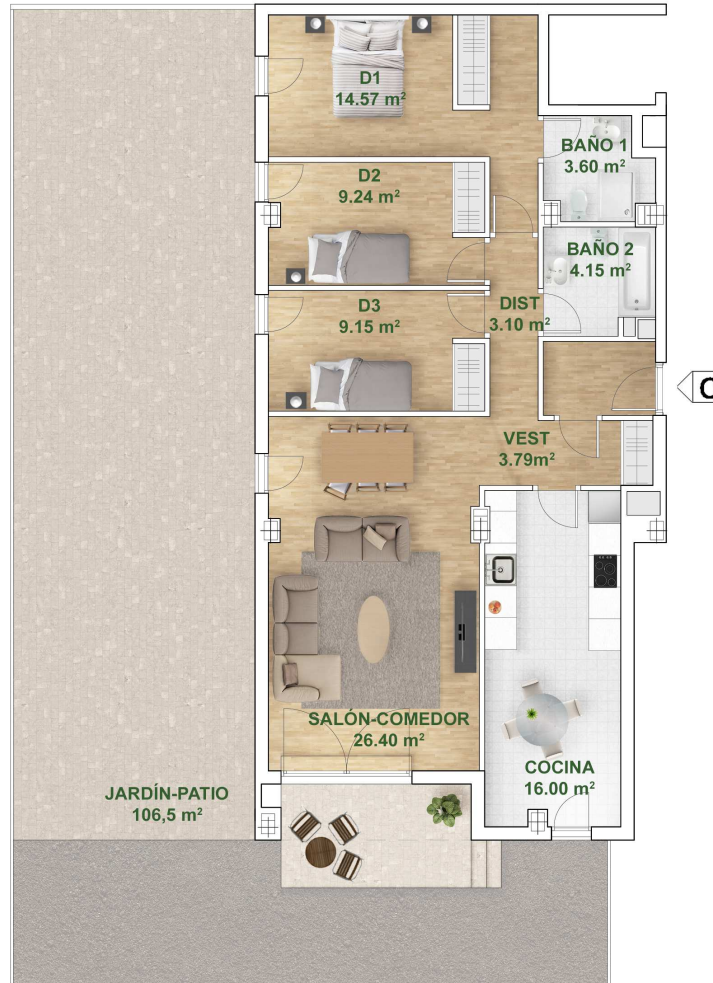 D1
14.57 m²
BAÑO 1
3.60 m²
D2
9.24 m²
BAÑO 2
4.15 m²
D3
9.15 m²
DIST
3.10 m²
C
VEST
3.79m²
SALÓN-COMEDOR
26.40 m²
COCINA
16.00 m²
JARDÍN-PATIO
106,5 m²